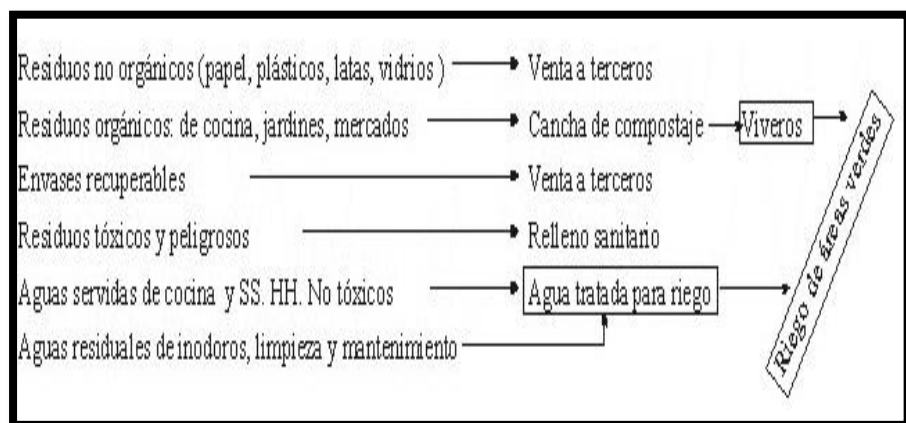 Residuos no orgánicos (papel, plásticos, latas, vidrios ) Venta a terceros
Residuos orgánicos: de cocina, jardines, mercados Cancha de compostaje Viveros
Envases recuperables Venta a terceros
Residuos tóxicos y peligrosos Relleno sanitario
Aguas servidas de cocina y SS. HH. No tóxicos Agua tratada para riego
Aguas residuales de inodoros, limpieza y mantenimiento
Riego de áreas verdes